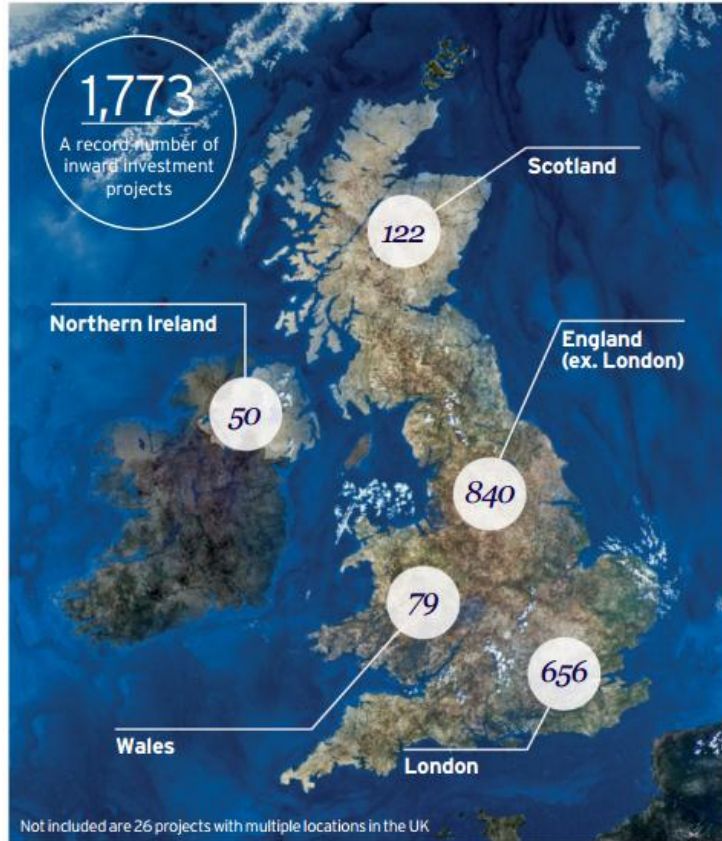 1,773
A record number of
inward investment
projects
Scotland
122
Northern Ireland
50
England
(ex. London)
840
79
656
Wales
London
Not included are 26 projects with multiple locations in the UK